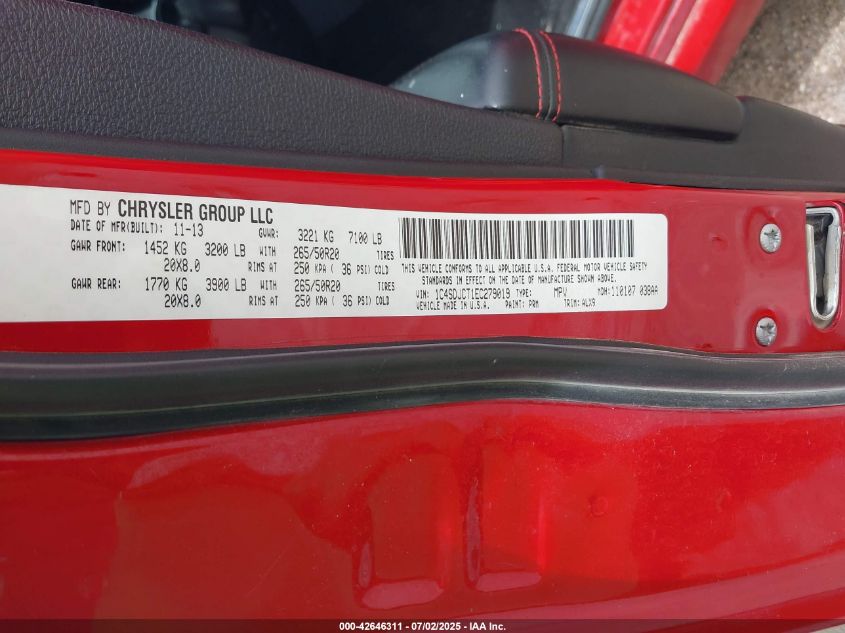 MFD BY CHRYSLER GROUP LLC
DATE OF MFR(BUILT): 11-13 GVWR: 3221 KG 7100 LB
GAWR FRONT: 1452 KG 3200 LB WITH 265/50R20 TIRES
20X8.0 RIMS AT 250 KPA ( 36 PSI) COLD
GAWR REAR: 1770 KG 3900 LB WITH 265/50R20 TIRES
20X8.0 RIMS AT 250 KPA ( 36 PSI) COLD
THIS VEHICLE CONFORMS TO ALL APPLICABLE U.S.A. FEDERAL MOTOR VEHICLE SAFETY
STANDARDS IN EFFECT ON THE DATE OF MANUFACTURE SHOWN ABOVE.
VIN: 1C4SDJCT1EC279019 TYPE: MPV MDH:110107 038AA
VEHICLE MADE IN U.S.A. PAINT: PRM TRIM: ALX9
000-42646311 - 07/02/2025 - IAA Inc.